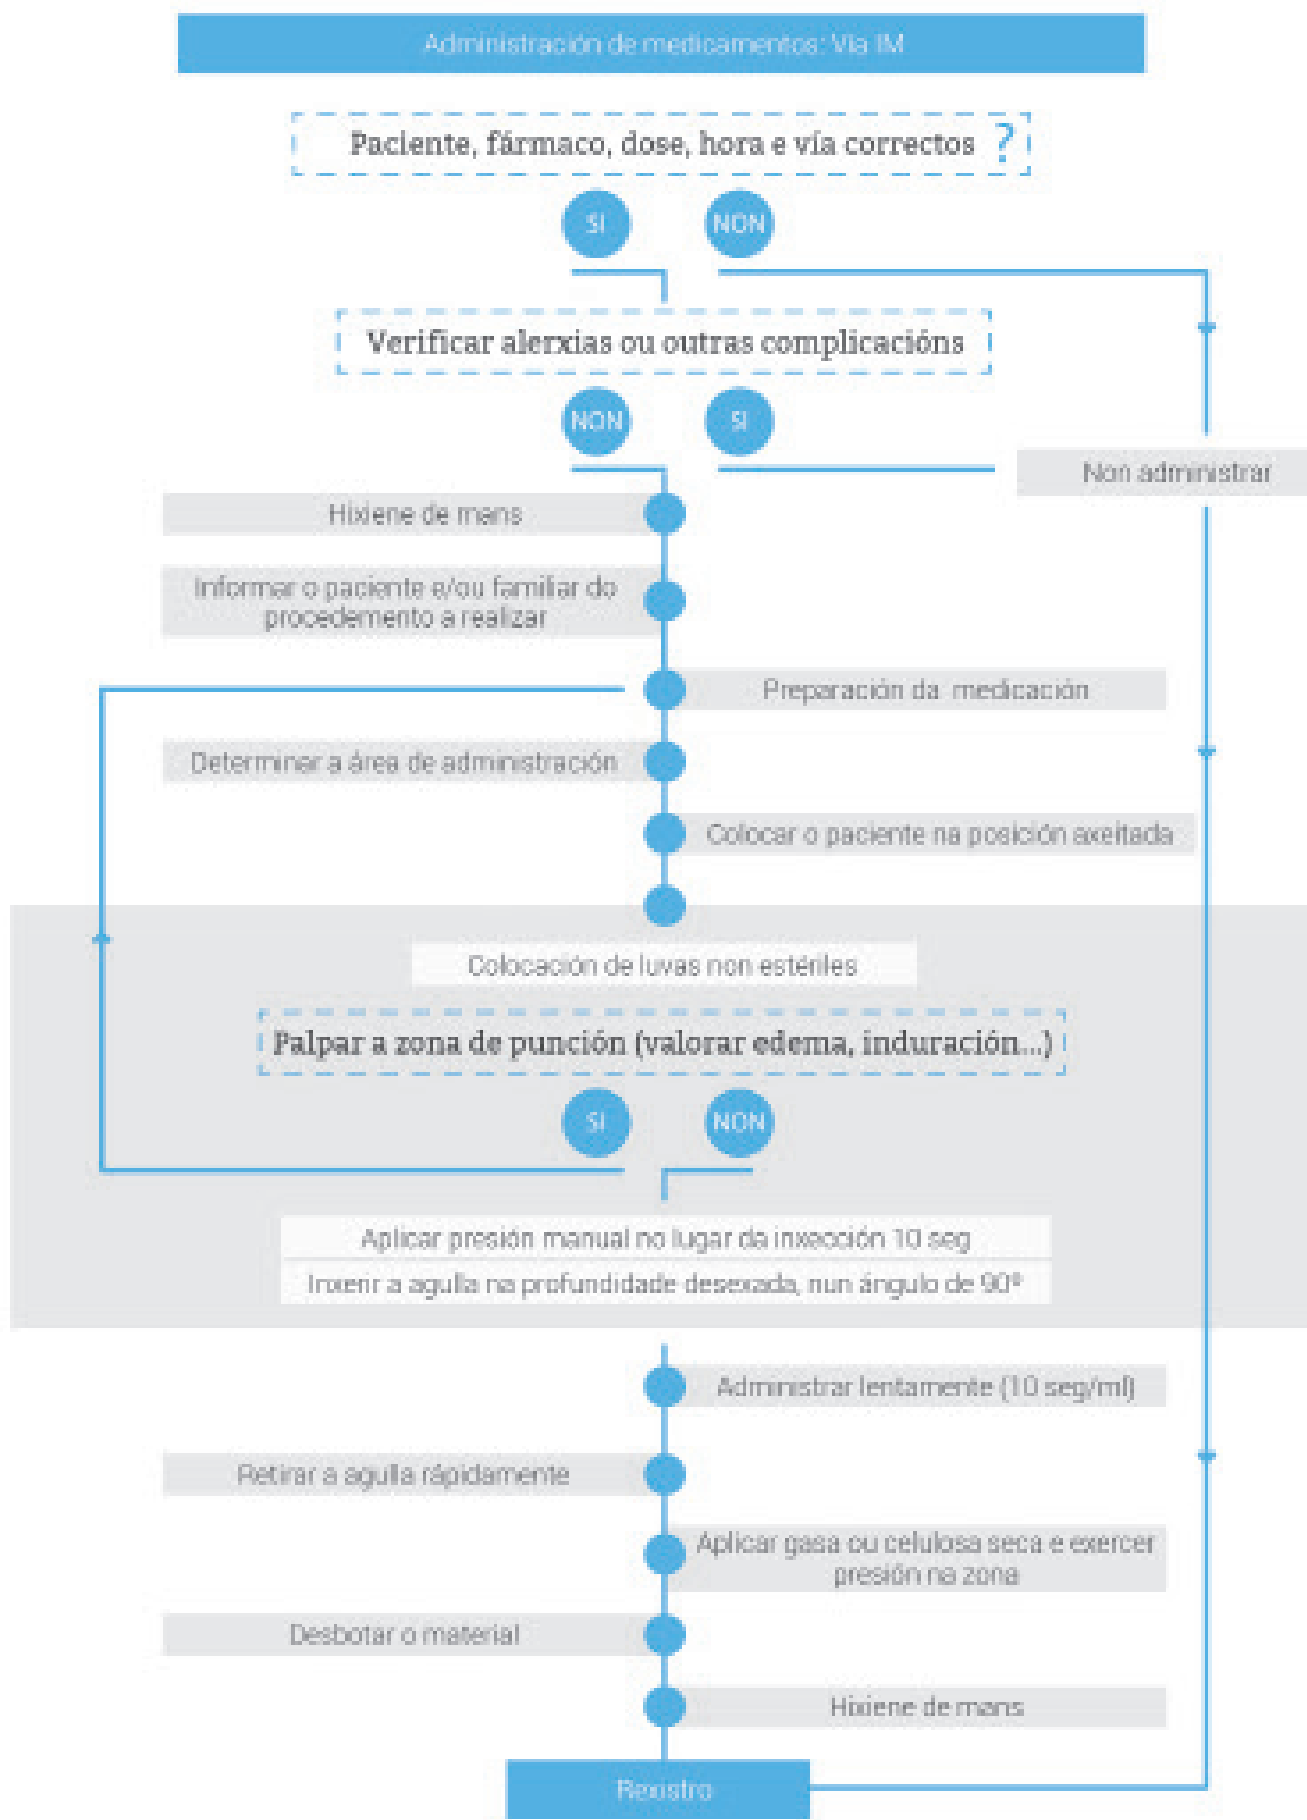 Administración de medicamentos: Vía IM
Paciente, fármaco, dose, hora e vía correctos ?
SI
NON
Verificar alerxias ou outras complicacións
NON
SI
Non administrar
Hixiene de mans
Informar o paciente e/ou familiar do
procedemento a realizar
Preparación da medicación
Determinar a área de administración
Colocar o paciente na posición axeitada
Colocación de luvas non estériles
Palpar a zona de punción (valorar edema, induración...)
SI
NON
Aplicar presión manual no lugar da inxección 10 seg
Inxerir a agulla na profundidade desexada, nun ángulo de 90º
Administrar lentamente (10 seg/ml)
Retirar a agulla rápidamente
Aplicar gasa ou celulosa seca e exercer
presión na zona
Desbotar o material
Hixiene de mans
Rexistro